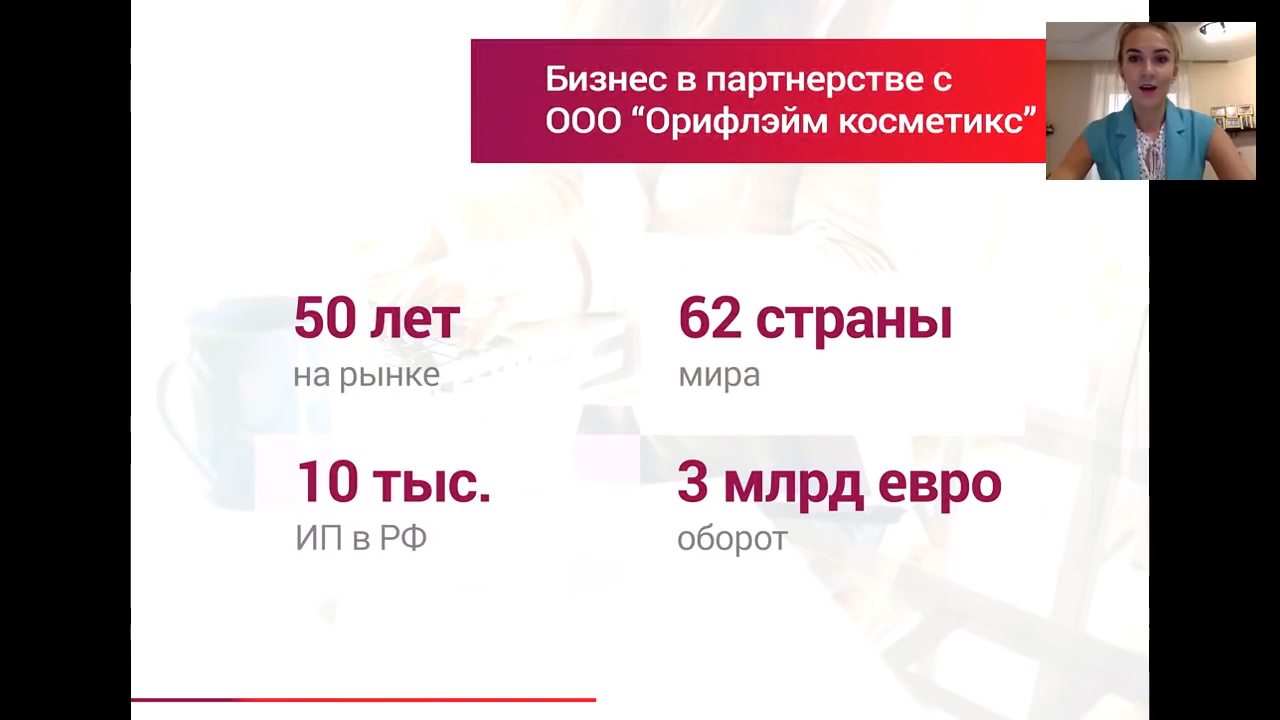 Бизнес в партнерстве с
ООО “Орифлэйм косметикс”
50 лет
на рынке
62 страны
мира
10 тыс.
ИП в РФ
3 млрд евро
оборот